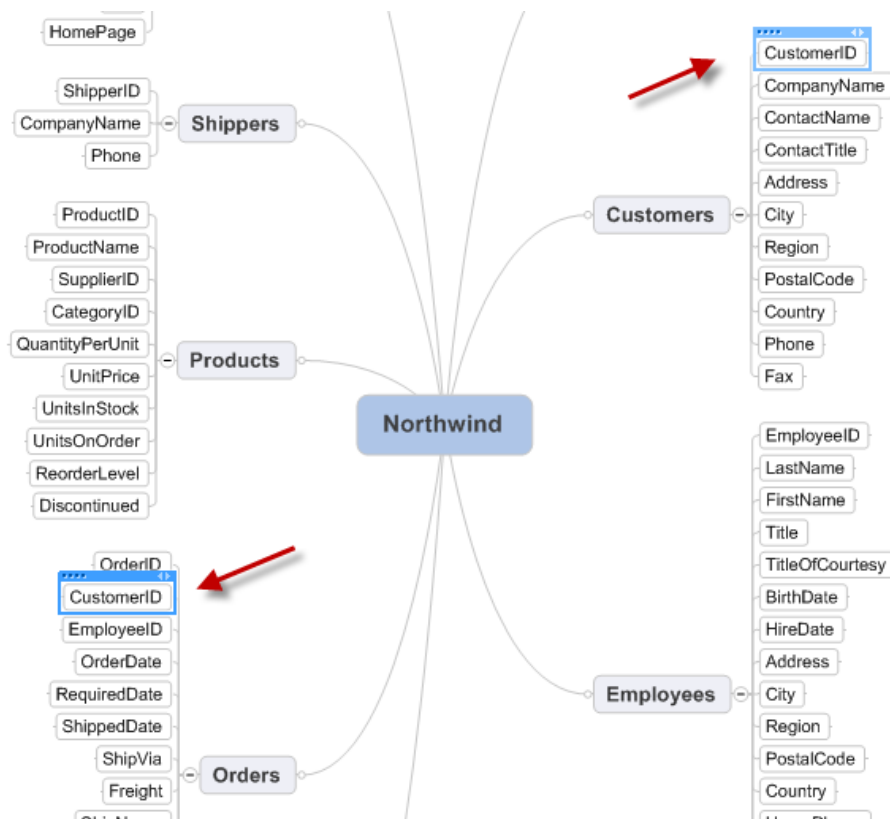 HomePage
ShipperID
CompanyName
Phone
Shippers
ProductID
ProductName
SupplierID
CategoryID
QuantityPerUnit
UnitPrice
UnitsInStock
UnitsOnOrder
ReorderLevel
Discontinued
Products
OrderID
CustomerID
EmployeeID
OrderDate
RequiredDate
ShippedDate
ShipVia
Freight
Orders
Northwind
CustomerID
CompanyName
ContactName
ContactTitle
Address
City
Region
PostalCode
Country
Phone
Fax
Customers
EmployeeID
LastName
FirstName
Title
TitleOfCourtesy
BirthDate
HireDate
Address
City
Region
PostalCode
Country
Employees